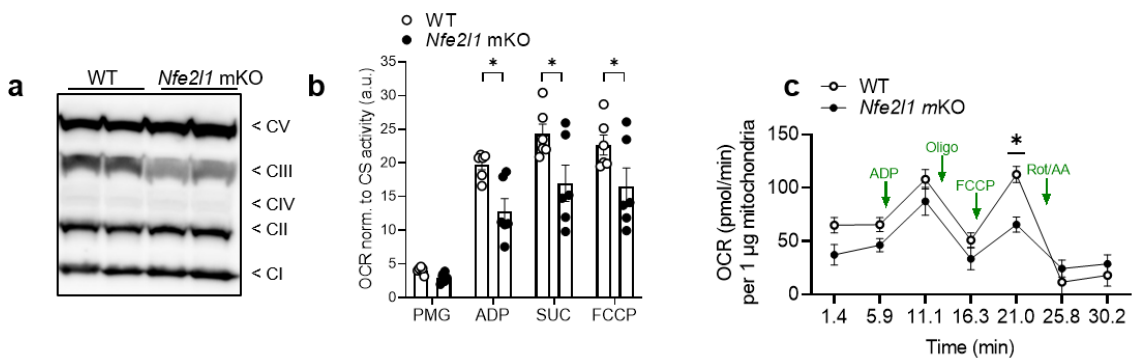 a
WT
Nfe2l1 mKO
< CV
< CIII
< CIV
< CII
< CI
b
WT
Nfe2l1 mKO
OCR norm. to CS activity (a.u.)
35
30
25
20
15
10
5
0
*
*
*
PMG
ADP
SUC
FCCP
c
WT
Nfe2l1 mKO
OCR (pmol/min)
per 1 µg mitochondria
150
100
50
0
ADP
Oligo
FCCP
*
Rot/AA
1.4
5.9
11.1
16.3
21.0
25.8
30.2
Time (min)